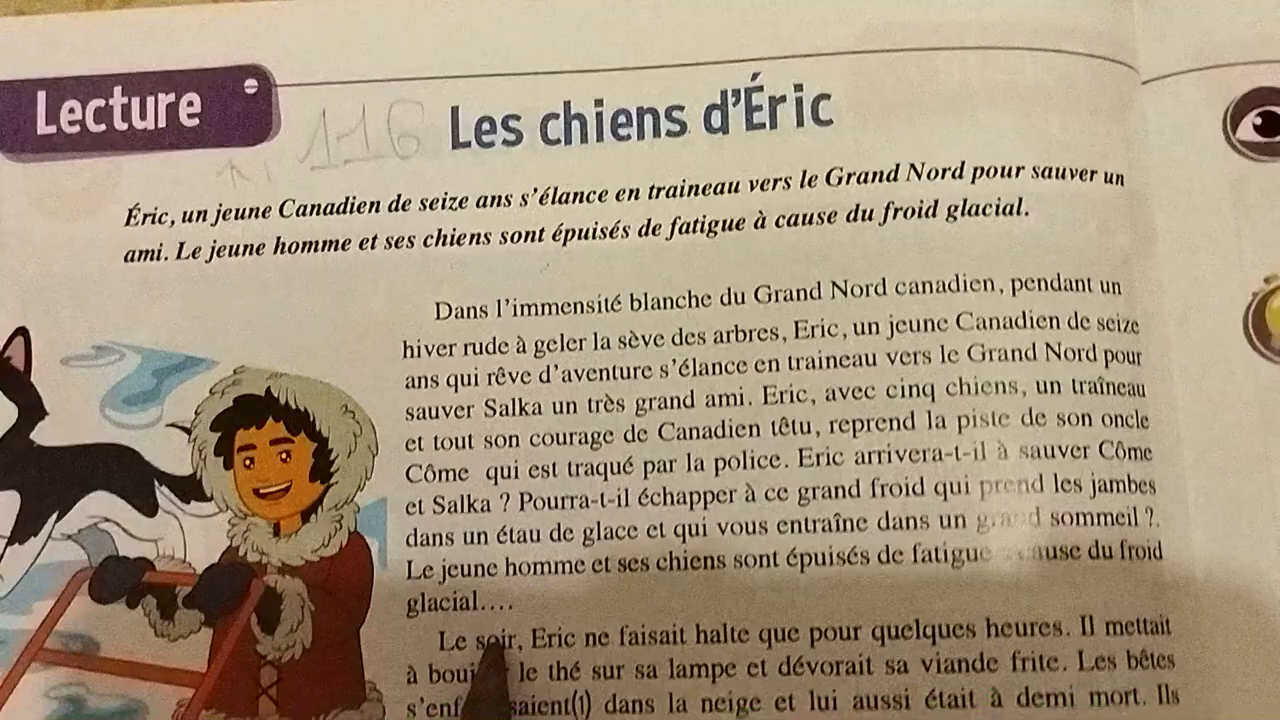 Lecture
116
Les chiens d'Éric
Éric, un jeune Canadien de seize ans s'élance en traineau vers le Grand Nord pour sauver un
ami. Le jeune homme et ses chiens sont épuisés de fatigue à cause du froid glacial.
Dans l'immensité blanche du Grand Nord canadien, pendant un
hiver rude à geler la sève des arbres, Eric, un jeune Canadien de seize
ans qui rêve d'aventure s'élance en traineau vers le Grand Nord pour
sauver Salka un très grand ami. Eric, avec cinq chiens, un traîneau
et tout son courage de Canadien têtu, reprend la piste de son oncle
Côme qui est traqué par la police. Eric arrivera-t-il à sauver Côme
et Salka ? Pourra-t-il échapper à ce grand froid qui prend les jambes
dans un étau de glace et qui vous entraîne dans un grand sommeil ?.
Le jeune homme et ses chiens sont épuisés de fatigue du froid
glacial....
Le soir, Eric ne faisait halte que pour quelques heures. Il mettait
à le thé sur sa lampe et dévorait sa viande frite. Les bêtes
dans la neige et lui aussi était à demi mort. Ils